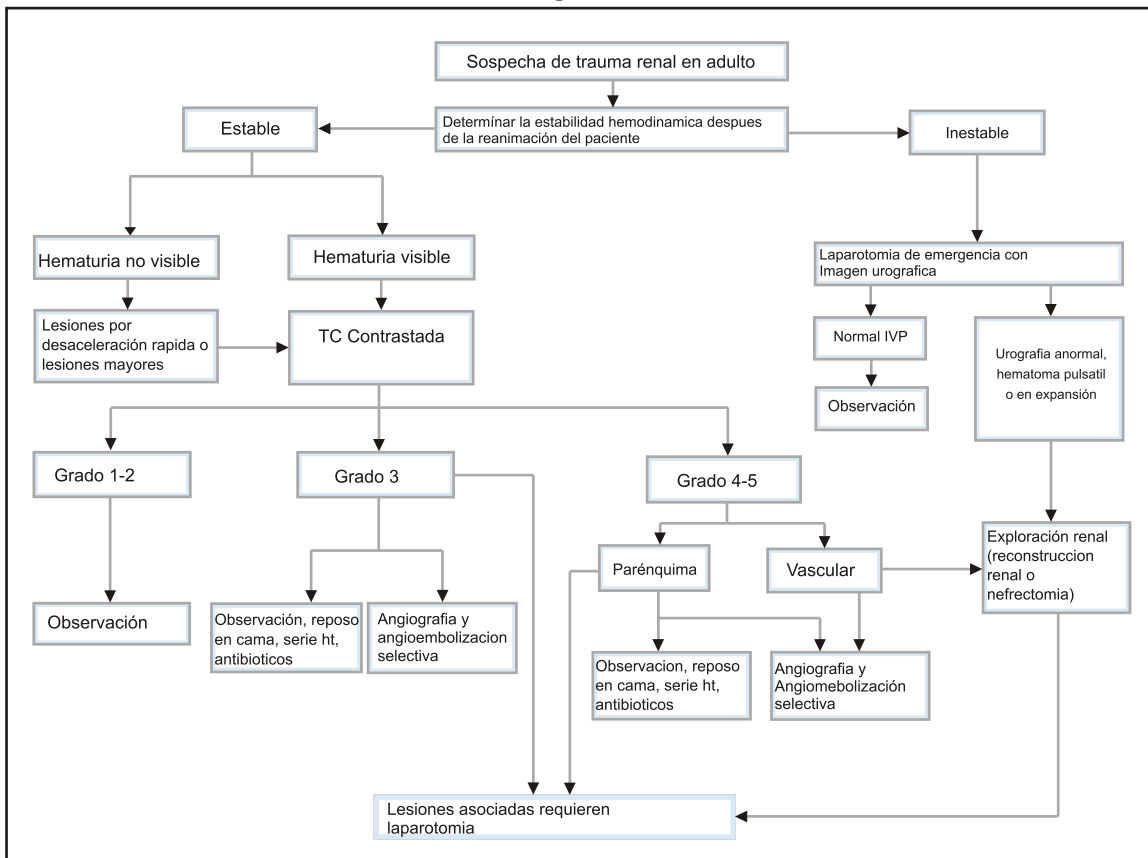 Sospecha de trauma renal en adulto
Estable
Determínar la estabilidad hemodinamica despues
de la reanimación del paciente
Inestable
Hematuria no visible
Hematuria visible
Laparotomia de emergencia con
Imagen urografica
Lesiones por
desaceleración rapida o
lesiones mayores
TC Contrastada
Normal IVP
Urografia anormal,
hematoma pulsatil
o en expansión
Observación
Grado 1-2
Grado 3
Grado 4-5
Parénquima
Vascular
Exploración renal
(reconstruccion
renal o
nefrectomia)
Observación
Observación, reposo
en cama, serie ht,
antibioticos
Angiografia y
angioembolizacion
selectiva
Observacion, reposo
en cama, serie ht,
antibioticos
Angiografia y
Angiomebolización
selectiva
Lesiones asociadas requieren
laparotomia